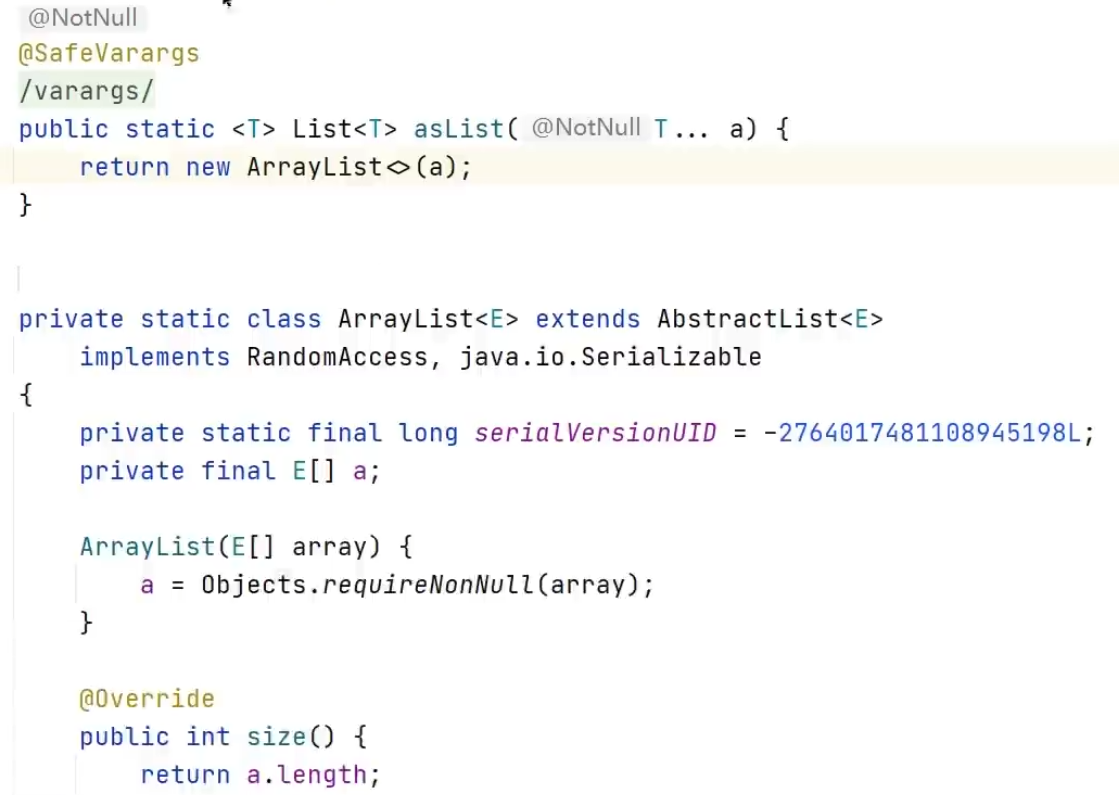 @NotNull
@SafeVarargs
/varargs/
public static <T> List<T> asList( @NotNull T... a) {
    return new ArrayList<>(a);
}
private static class ArrayList<E> extends AbstractList<E>
    implements RandomAccess, java.io.Serializable
{
    private static final long serialVersionUID = -2764017481108945198L;
    private final E[] a;
    ArrayList(E[] array) {
        a = Objects.requireNonNull(array);
    }
    @Override
    public int size() {
        return a.length;